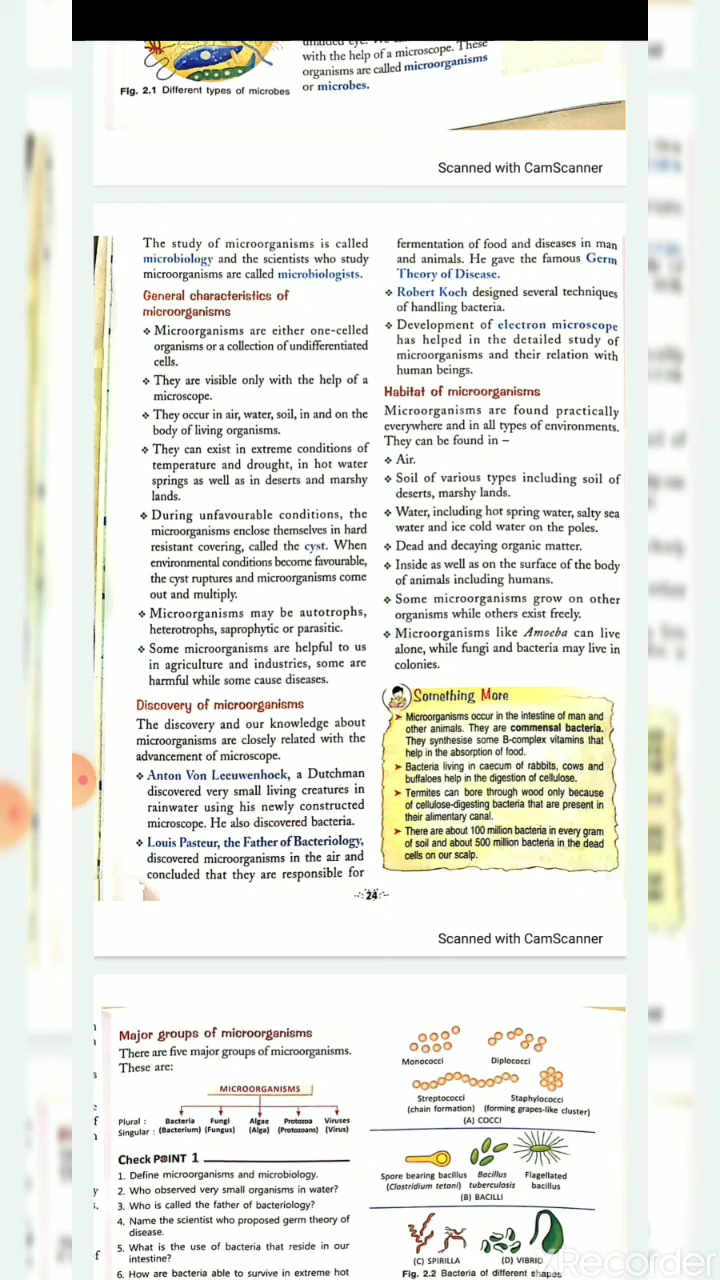 unaided eye.
with the help of a microscope. These
organisms are called microorganisms
or microbes.
Fig. 2.1 Different types of microbes
Scanned with CamScanner
The study of microorganisms is called
microbiology and the scientists who study
microorganisms are called microbiologists.
General characteristics of
microorganisms
❖ Microorganisms are either one-celled
organisms or a collection of undifferentiated
cells.
❖ They are visible only with the help of a
microscope.
❖ They occur in air, water, soil, in and on the
body of living organisms.
❖ They can exist in extreme conditions of
temperature and drought, in hot water
springs as well as in deserts and marshy
lands.
❖ During unfavourable conditions, the
microorganisms enclose themselves in hard
resistant covering, called the cyst. When
environmental conditions become favourable,
the cyst ruptures and microorganisms come
out and multiply.
❖ Microorganisms may be autotrophs,
heterotrophs, saprophytic or parasitic.
❖ Some microorganisms are helpful to us
in agriculture and industries, some are
harmful while some cause diseases.
Discovery of microorganisms
The discovery and our knowledge about
microorganisms are closely related with the
advancement of microscope.
❖ Anton Von Leeuwenhoek, a Dutchman
discovered very small living creatures in
rainwater using his newly constructed
microscope. He also discovered bacteria.
❖ Louis Pasteur, the Father of Bacteriology,
discovered microorganisms in the air and
concluded that they are responsible for
fermentation of food and diseases in man
and animals. He gave the famous Germ
Theory of Disease.
❖ Robert Koch designed several techniques
of handling bacteria.
❖ Development of electron microscope
has helped in the detailed study of
microorganisms and their relation with
human beings.
Habitat of microorganisms
Microorganisms are found practically
everywhere and in all types of environments.
They can be found in –
❖ Air.
❖ Soil of various types including soil of
deserts, marshy lands.
❖ Water, including hot spring water, salty sea
water and ice cold water on the poles.
❖ Dead and decaying organic matter.
❖ Inside as well as on the surface of the body
of animals including humans.
❖ Some microorganisms grow on other
organisms while others exist freely.
❖ Microorganisms like Amoeba can live
alone, while fungi and bacteria may live in
colonies.
Something More
➤ Microorganisms occur in the intestine of man and
other animals. They are commensal bacteria.
They synthesise some B-complex vitamins that
help in the absorption of food.
➤ Bacteria living in caecum of rabbits, cows and
buffaloes help in the digestion of cellulose.
➤ Termites can bore through wood only because
of cellulose-digesting bacteria that are present in
their alimentary canal.
➤ There are about 100 million bacteria in every gram
of soil and about 500 million bacteria in the dead
cells on our scalp.
24
Scanned with CamScanner
Major groups of microorganisms
There are five major groups of microorganisms.
These are:
MICROORGANISMS
Plural : Bacteria Fungi Algae Protozoa Viruses
Singular : (Bacterium) (Fungus) (Alga) (Protozoans) (Virus)
Check POINT 1
1. Define microorganisms and microbiology.
2. Who observed very small organisms in water?
3. Who is called the father of bacteriology?
4. Name the scientist who proposed germ theory of
disease.
5. What is the use of bacteria that reside in our
intestine?
6. How are bacteria able to survive in extreme hot
Monococci Diplococci
Streptococci Staphylococci
(chain formation) (forming grapes-like cluster)
(A) COCCI
Spore bearing bacillus Bacillus Flagellated
(Clostridium tetani) tuberculosis bacillus
(B) BACILLI
(C) SPIRILLA (D) VIBRIO
Fig. 2.2 Bacteria of different shapes
XRecorder